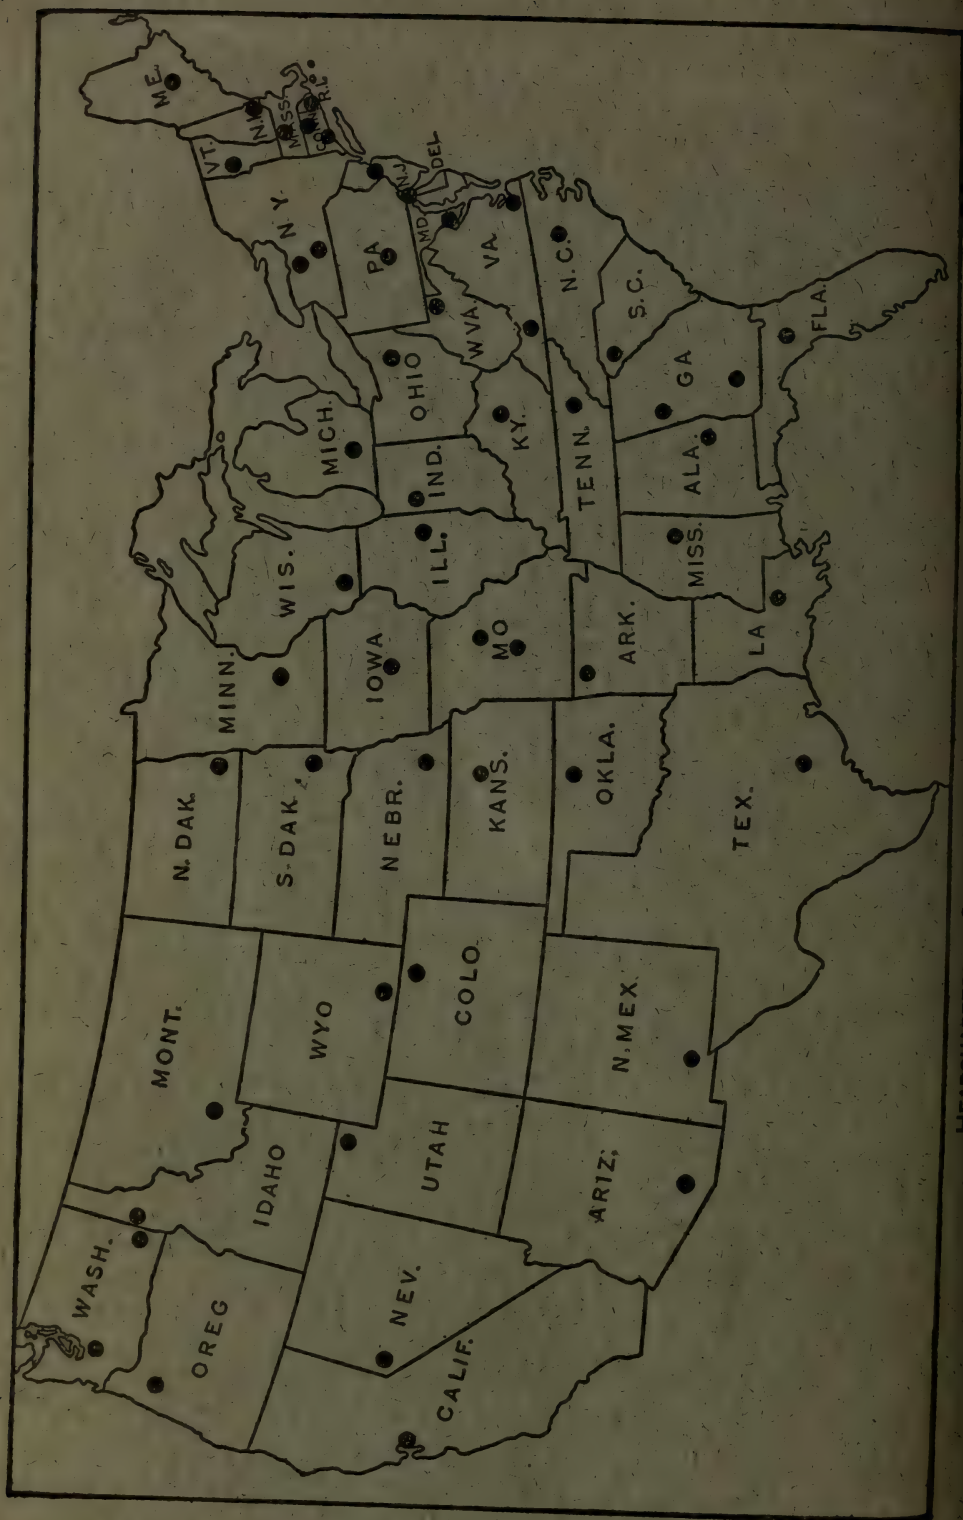 WASH.
OREG
CALIF.
NEV.
IDAHO
MONT.
WYO
UTAH
COLO.
ARIZ.
N. MEX.
N. DAK.
S. DAK.
NEBR.
KANS.
OKLA.
TEX.
MINN.
IOWA
MO
ARK.
LA
WIS.
ILL.
MICH.
IND.
OHIO
KY.
TENN.
MISS.
ALA.
GA
FLA.
S. C.
N. C.
VA.
W. VA.
MD.
DEL.
N.J.
PA
N Y
VT.
N.H.
ME.
MASS.
CONN.
R.I.